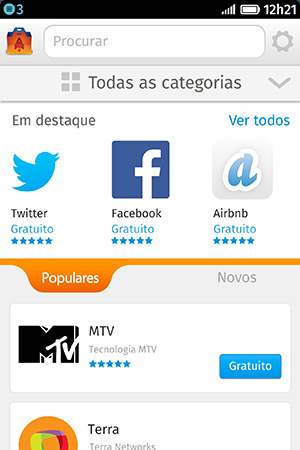 3 12h21
Procurar
Todas as categorias
Em destaque Ver todos
Twitter Facebook Airbnb
Gratuito Gratuito Gratuito
Populares Novos
MTV
Tecnologia MTV
Gratuito
Terra
Terra Networks